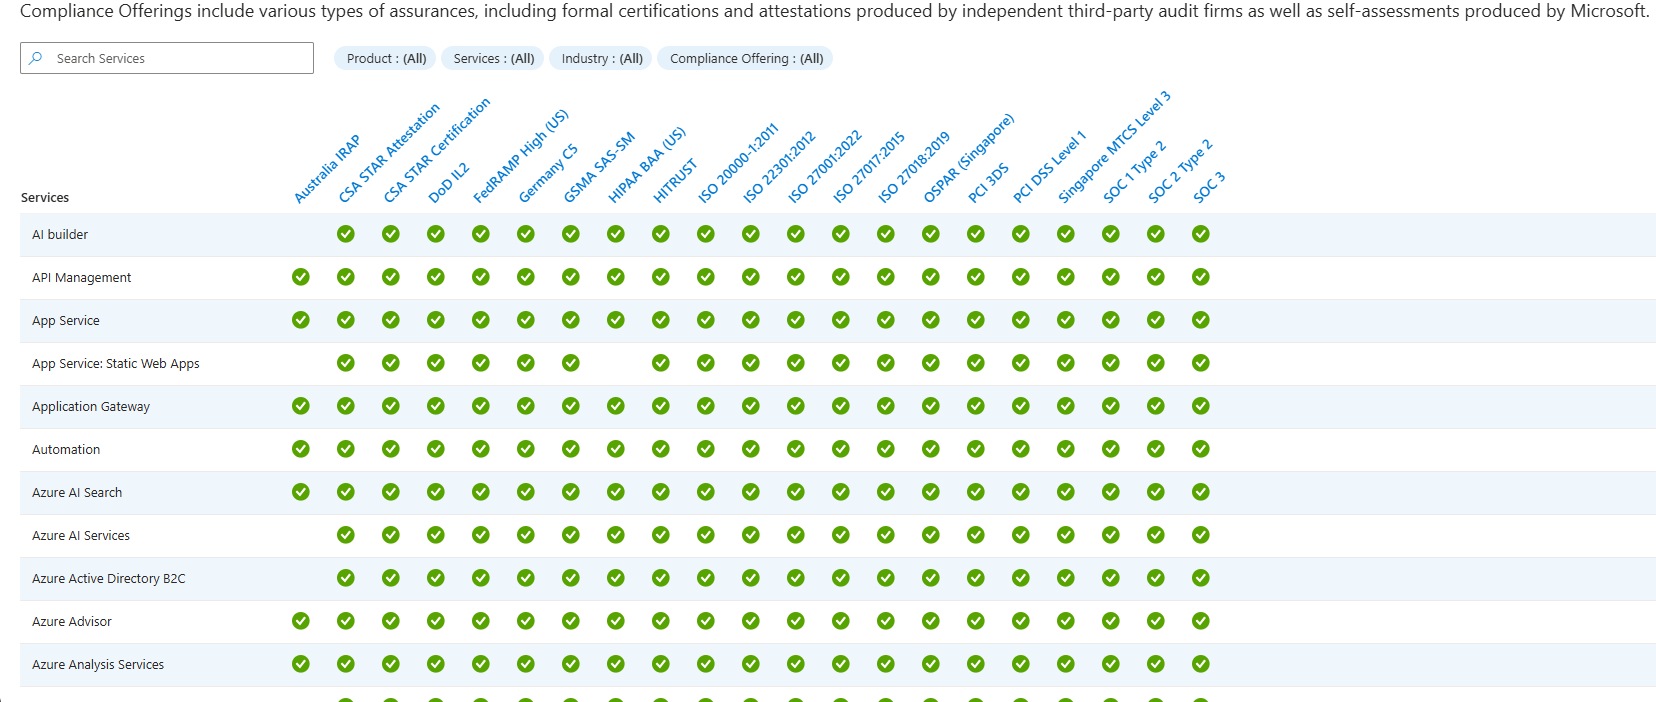 Compliance Offerings include various types of assurances, including formal certifications and attestations produced by independent third-party audit firms as well as self-assessments produced by Microsoft.
Search Services
Product : (All)
Services : (All)
Industry : (All)
Compliance Offering : (All)
Services
Australia IRAP
CSA STAR Attestation
CSA STAR Certification
DoD IL2
FedRAMP High (US)
Germany C5
GSMA SAS-SM
HIPAA BAA (US)
HITRUST
ISO 20000-1:2011
ISO 22301:2012
ISO 27001:2022
ISO 27017:2015
ISO 27018:2019
OSPAR (Singapore)
PCI 3DS
PCI DSS Level 1
Singapore MTCS Level 3
SOC 1 Type 2
SOC 2 Type 2
SOC 3
AI builder
API Management
App Service
App Service: Static Web Apps
Application Gateway
Automation
Azure AI Search
Azure AI Services
Azure Active Directory B2C
Azure Advisor
Azure Analysis Services